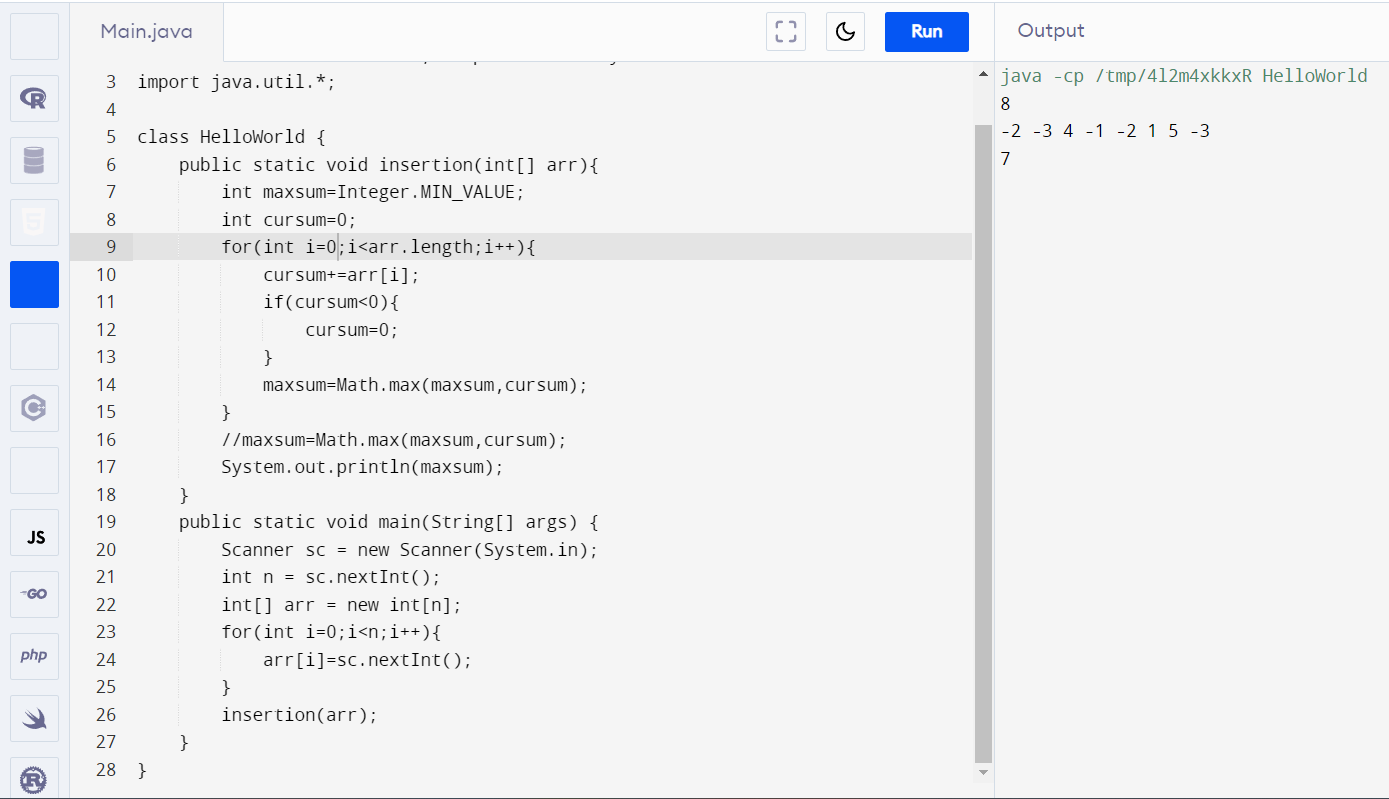 Main.java
Run
Output
3 import java.util.*;
4
5 class HelloWorld {
6 public static void insertion(int[] arr){
7 int maxsum=Integer.MIN_VALUE;
8 int cursum=0;
9 for(int i=0;i<arr.length;i++){
10 cursum+=arr[i];
11 if(cursum<0){
12 cursum=0;
13 }
14 maxsum=Math.max(maxsum,cursum);
15 }
16 //maxsum=Math.max(maxsum,cursum);
17 System.out.println(maxsum);
18 }
19 public static void main(String[] args) {
20 Scanner sc = new Scanner(System.in);
21 int n = sc.nextInt();
22 int[] arr = new int[n];
23 for(int i=0;i<n;i++){
24 arr[i]=sc.nextInt();
25 }
26 insertion(arr);
27 }
28 }
java -cp /tmp/4l2m4xkkxR HelloWorld
8
-2 -3 4 -1 -2 1 5 -3
7
R
5
C
JS
GO
php
R